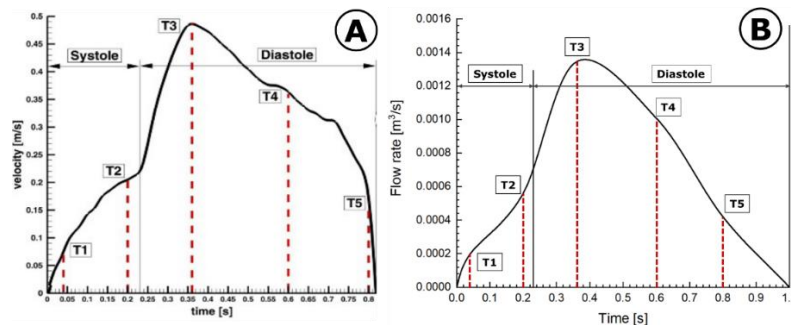 A
T3
Systole
Diastole
T4
T2
T5
T1
velocity [m/s]
0.5
0.45
0.4
0.35
0.3
0.25
0.2
0.15
0.1
0.05
0
0 0.05 0.1 0.15 0.2 0.25 0.3 0.35 0.4 0.45 0.5 0.55 0.6 0.65 0.7 0.75 0.8
time [s]
B
T3
Systole
Diastole
T4
T2
T5
T1
Flow rate [m³/s]
0.0016
0.0014
0.0012
0.0010
0.0008
0.0006
0.0004
0.0002
0.0000
0.0 0.1 0.2 0.3 0.4 0.5 0.6 0.7 0.8 0.9 1.
Time [s]